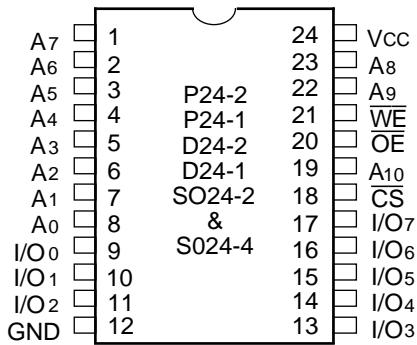 A7 1 24 VCC
A6 2 23 A8
A5 3 P24-2 22 A9
A4 4 P24-1 21 WE
A3 5 D24-2 20 OE
A2 6 D24-1 19 A10
A1 7 SO24-2 18 CS
A0 8 & 17 I/O7
I/O0 9 S024-4 16 I/O6
I/O1 10 15 I/O5
I/O2 11 14 I/O4
GND 12 13 I/O3